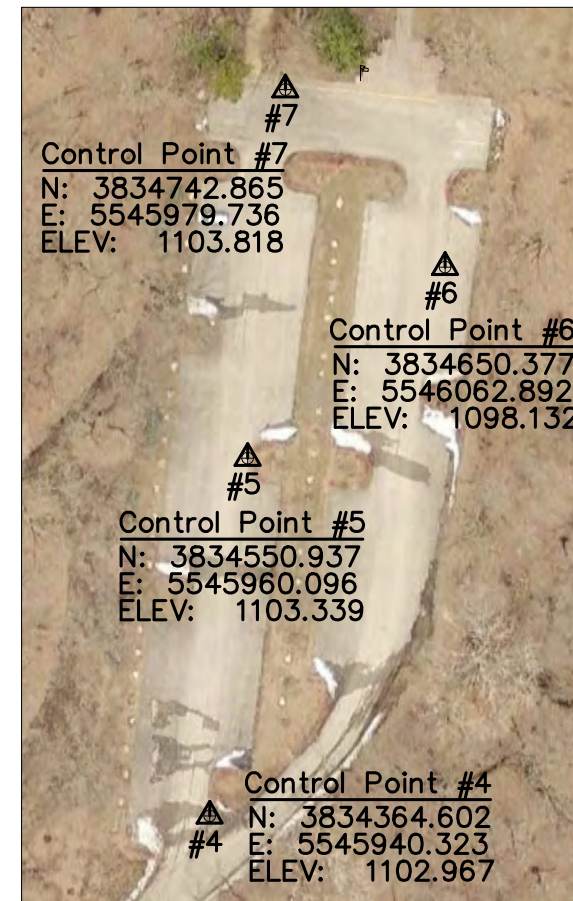 #7
Control Point #7
N: 3834742.865
E: 5545979.736
ELEV: 1103.818
#6
Control Point #6
N: 3834650.377
E: 5546062.892
ELEV: 1098.132
#5
Control Point #5
N: 3834550.937
E: 5545960.096
ELEV: 1103.339
#4
Control Point #4
N: 3834364.602
E: 5545940.323
ELEV: 1102.967